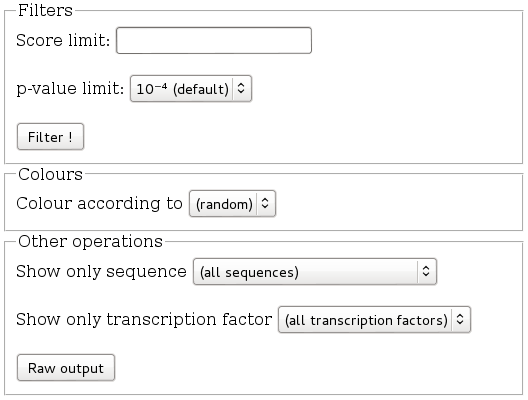 Filters
Score limit:
p-value limit: 10⁻⁴ (default)
Filter !
Colours
Colour according to (random)
Other operations
Show only sequence (all sequences)
Show only transcription factor (all transcription factors)
Raw output